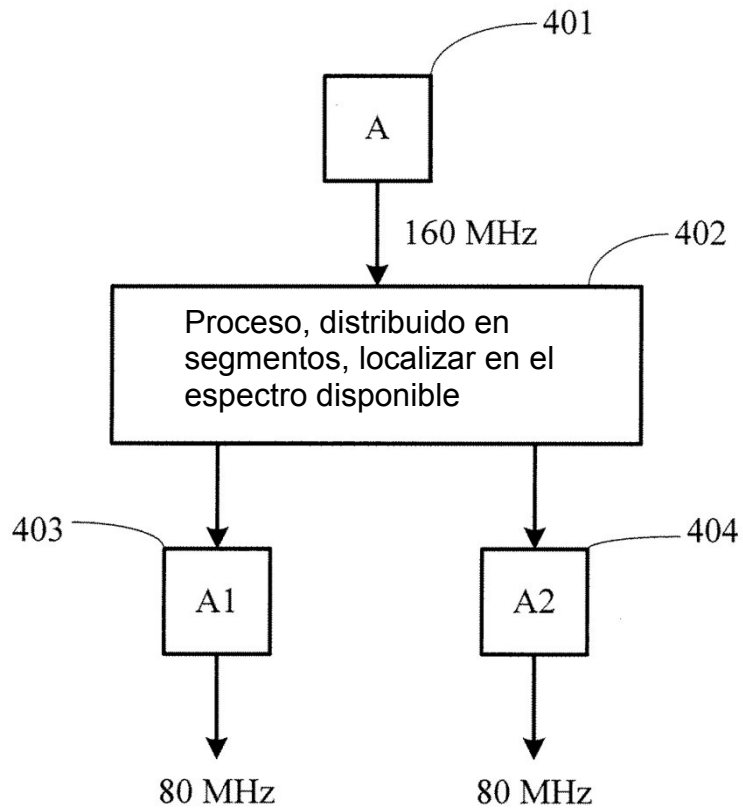 401
A
160 MHz
402
Proceso, distribuido en
segmentos, localizar en el
espectro disponible
403
404
A1
A2
80 MHz
80 MHz